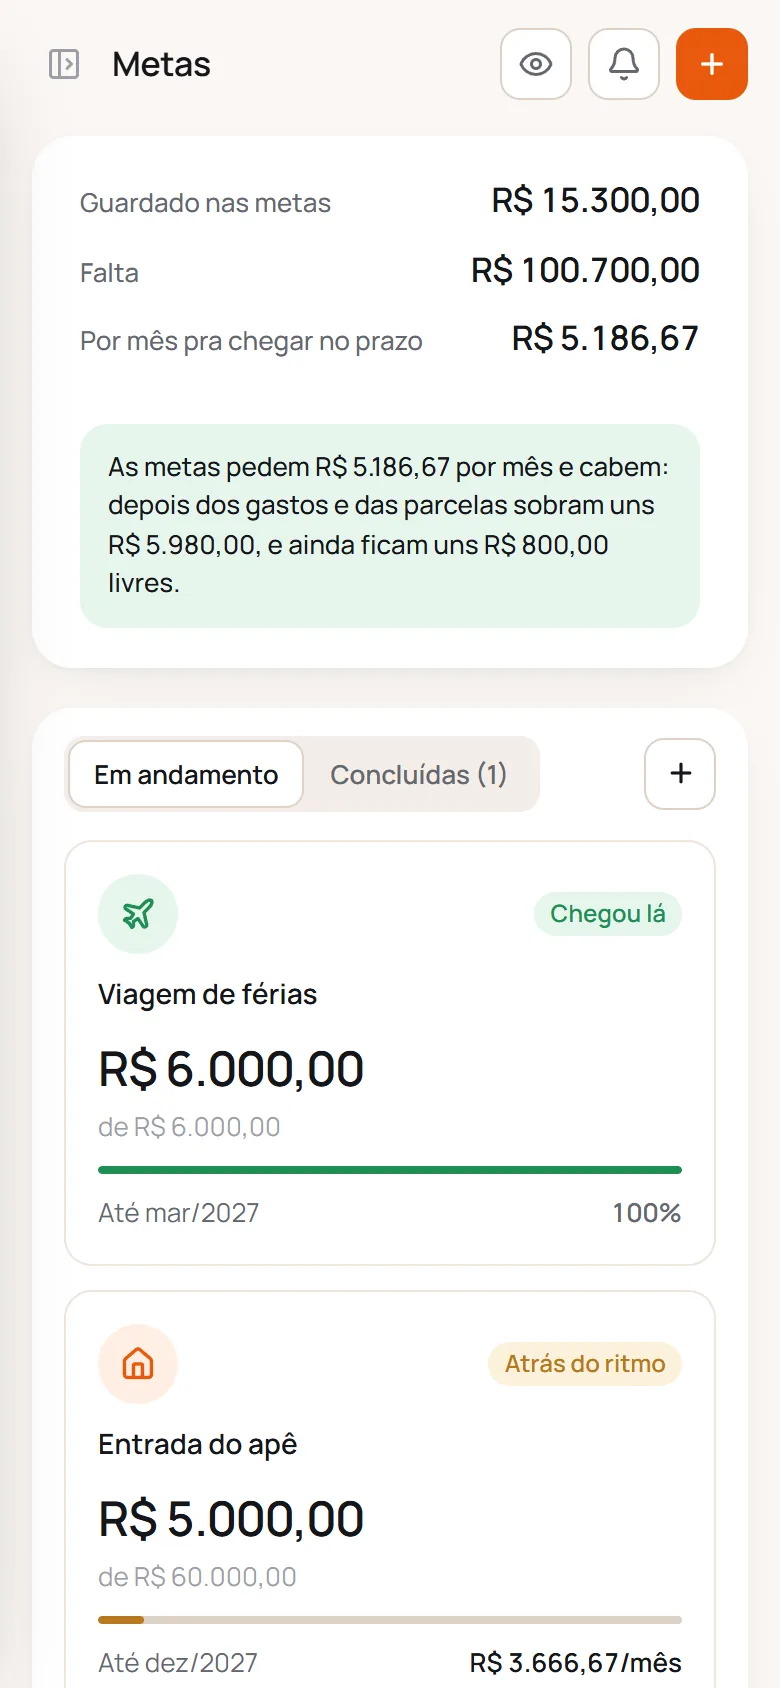 Metas
Guardado nas metas R$ 15.300,00
Falta R$ 100.700,00
Por mês pra chegar no prazo R$ 5.186,67
As metas pedem R$ 5.186,67 por mês e cabem:
depois dos gastos e das parcelas sobram uns
R$ 5.980,00, e ainda ficam uns R$ 800,00
livres.
Em andamento Concluídas (1)
Chegou lá
Viagem de férias
R$ 6.000,00
de R$ 6.000,00
Até mar/2027 100%
Atrás do ritmo
Entrada do apê
R$ 5.000,00
de R$ 60.000,00
Até dez/2027 R$ 3.666,67/mês